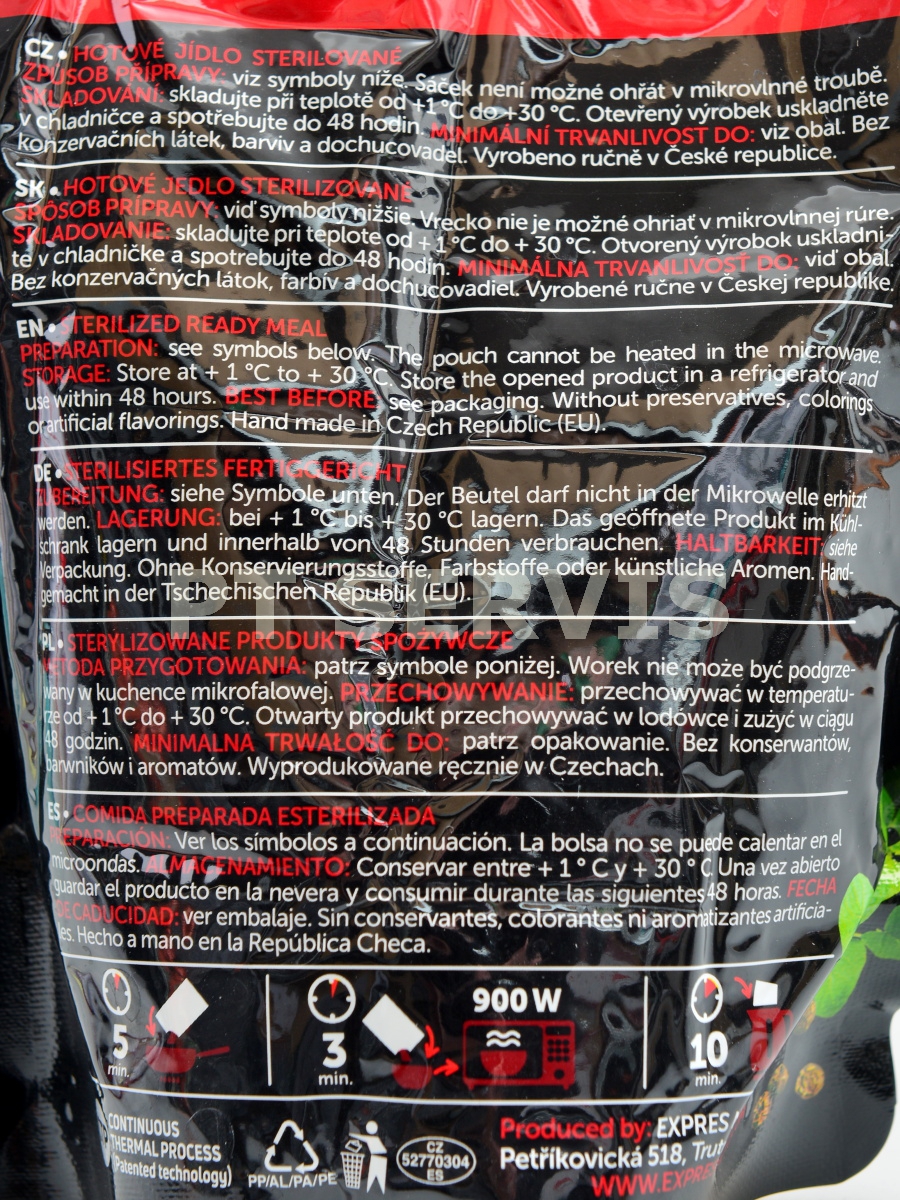 CZ • HOTOVÉ JÍDLO STERILOVANÉ
ZPŮSOB PŘÍPRAVY: viz symboly níže. Sáček není možné ohřát v mikrovlnné troubě.
SKLADOVÁNÍ: skladujte při teplotě od +1 °C do +30 °C. Otevřený výrobek uskladněte
v chladničce a spotřebujte do 48 hodin. MINIMÁLNÍ TRVANLIVOST DO: viz obal. Bez
konzervačních látek, barviv a dochucovadel. Vyrobeno ručně v České republice.
SK • HOTOVÉ JEDLO STERILIZOVANÉ
SPÔSOB PRÍPRAVY: viď symboly nižšie. Vrecko nie je možné ohriať v mikrovlnnej rúre.
SKLADOVANIE: skladujte pri teplote od + 1 °C do + 30 °C. Otvorený výrobok uskladni-
te v chladničke a spotrebujte do 48 hodín. MINIMÁLNA TRVANLIVOSŤ DO: viď obal.
Bez konzervačných látok, farbív a dochucovadiel. Vyrobené ručne v Českej republike.
EN • STERILIZED READY MEAL
PREPARATION: see symbols below. The pouch cannot be heated in the microwave.
STORAGE: Store at + 1 °C to + 30 °C. Store the opened product in a refrigerator and
use within 48 hours. BEST BEFORE: see packaging. Without preservatives, colorings
or artificial flavorings. Hand made in Czech Republic (EU).
DE • STERILISIERTES FERTIGGERICHT
ZUBEREITUNG: siehe Symbole unten. Der Beutel darf nicht in der Mikrowelle erhitzt
werden. LAGERUNG: bei + 1 °C bis + 30 °C lagern. Das geöffnete Produkt im Kühl-
schrank lagern und innerhalb von 48 Stunden verbrauchen. HALTBARKEIT: siehe
Verpackung. Ohne Konservierungsstoffe, Farbstoffe oder künstliche Aromen. Hand-
gemacht in der Tschechischen Republik (EU).
PT SERVIS
PL • STERYLIZOWANE PRODUKTY SPOŻYWCZE
METODA PRZYGOTOWANIA: patrz symbole poniżej. Worek nie może być podgrze-
wany w kuchence mikrofalowej. PRZECHOWYWANIE: przechowywać w temperatu-
rze od + 1 °C do + 30 °C. Otwarty produkt przechowywać w lodówce i zużyć w ciągu
48 godzin. MINIMALNA TRWAŁOŚĆ DO: patrz opakowanie. Bez konserwantów,
barwników i aromatów. Wyprodukowane ręcznie w Czechach.
ES • COMIDA PREPARADA ESTERILIZADA
PREPARACIÓN: Ver los símbolos a continuación. La bolsa no se puede calentar en el
microondas. ALMACENAMIENTO: Conservar entre + 1 ° C y + 30 ° C. Una vez abierto
guardar el producto en la nevera y consumir durante las siguientes 48 horas. FECHA
DE CADUCIDAD: ver embalaje. Sin conservantes, colorantes ni aromatizantes artificia-
les. Hecho a mano en la República Checa.
5 min.
3 min.
900 W
10 min.
CONTINUOUS
THERMAL PROCESS
(Patented technology)
PP/AL/PA/PE
CZ
52770304
ES
Produced by: EXPRES
Petříkovická 518, Trut
WWW.EXPRE